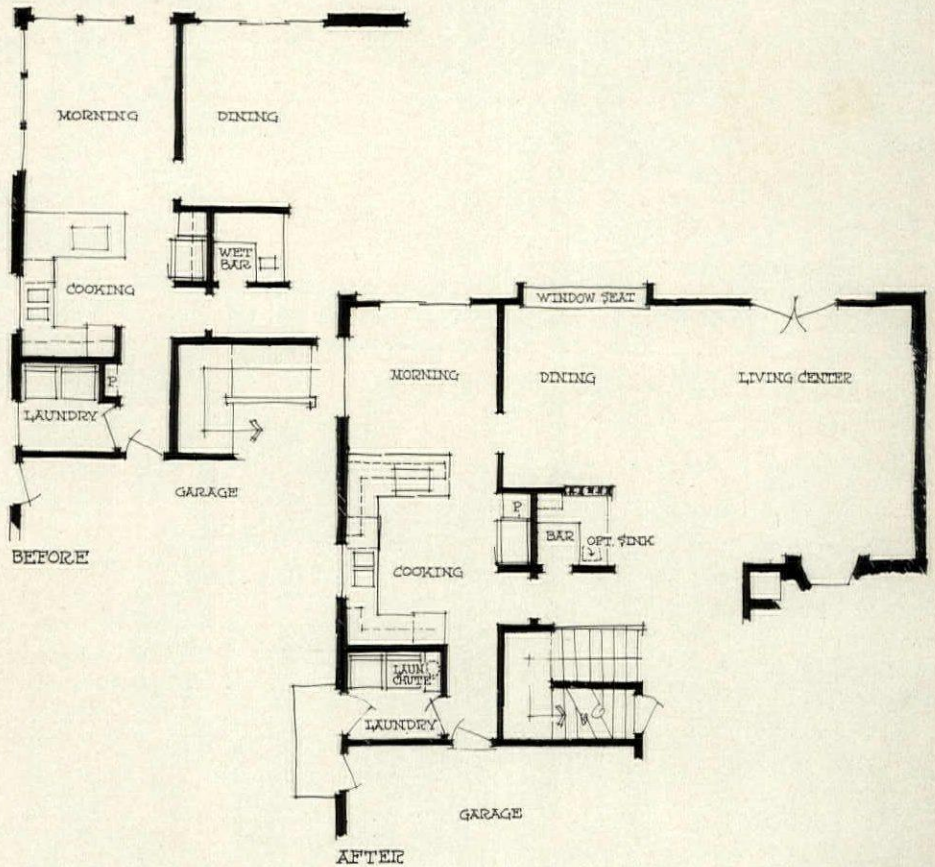 MORNING
DINING
WET
BAR
COOKING
P
LAUNDRY
GARAGE
BEFORE
WINDOW SEAT
MORNING
DINING
LIVING CENTER
P
BAR
OPT. SINK
COOKING
LAUN
CHUTE
LAUNDRY
GARAGE
AFTER